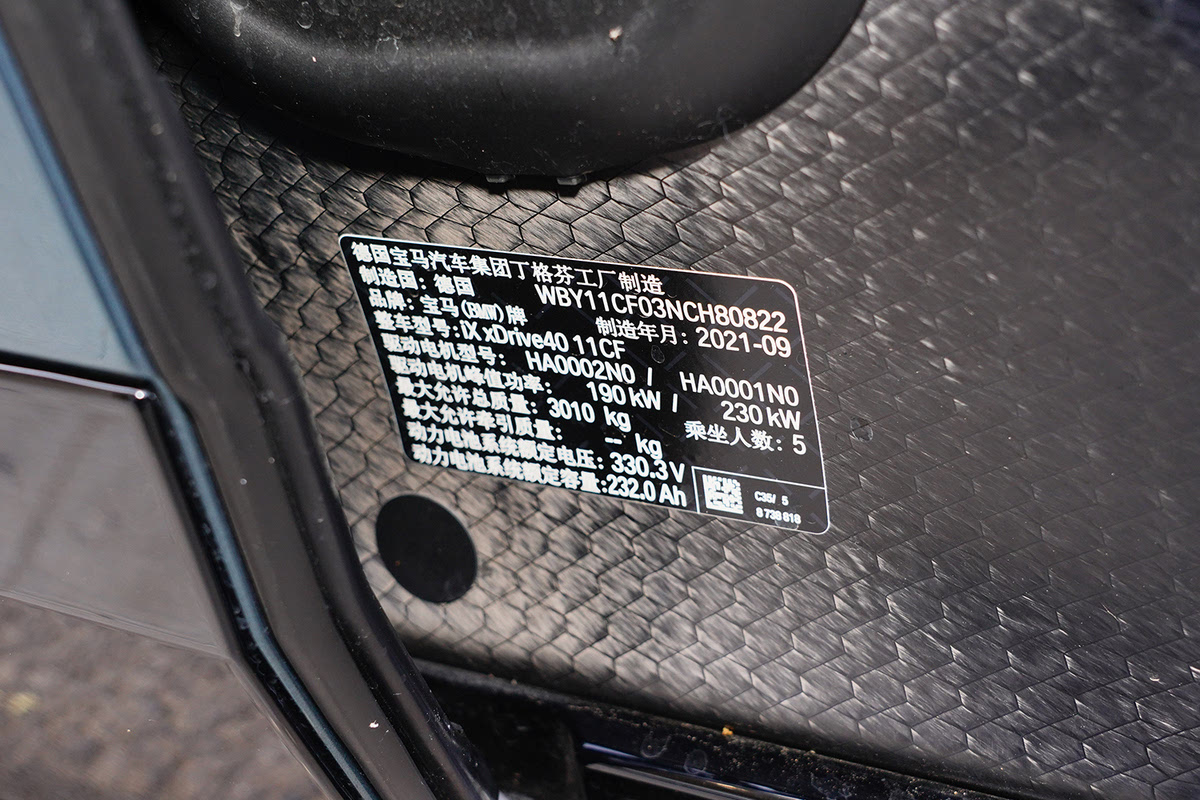 德国宝马汽车集团丁格芬工厂制造
制造国：德国 WBY11CF03NCH80822
品牌：宝马(BMW)牌 制造年月：2021-09
整车型号：iX xDrive40 11CF
驱动电机型号： HA0002N0 / HA0001N0
驱动电机峰值功率： 190 kW / 230 kW
最大允许总质量： 3010 kg 乘坐人数：5
最大允许牵引质量： -- kg
动力电池系统额定电压：330.3 V
动力电池系统额定容量：232.0 Ah
C35/ 5
8 738 818